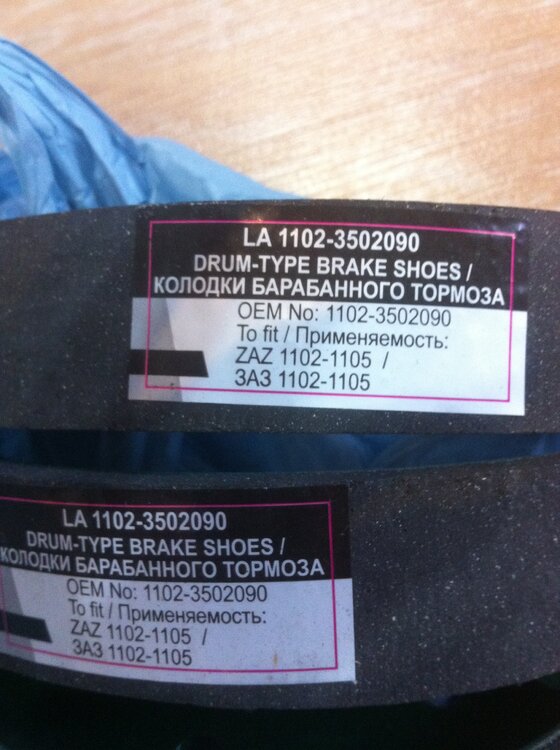 LA 1102-3502090
DRUM-TYPE BRAKE SHOES /
КОЛОДКИ БАРАБАННОГО ТОРМОЗА
OEM No: 1102-3502090
To fit / Применяемость:
ZAZ 1102-1105 /
ЗАЗ 1102-1105
LA 1102-3502090
DRUM-TYPE BRAKE SHOES /
КОЛОДКИ БАРАБАННОГО ТОРМОЗА
OEM No: 1102-3502090
To fit / Применяемость:
ZAZ 1102-1105 /
ЗАЗ 1102-1105